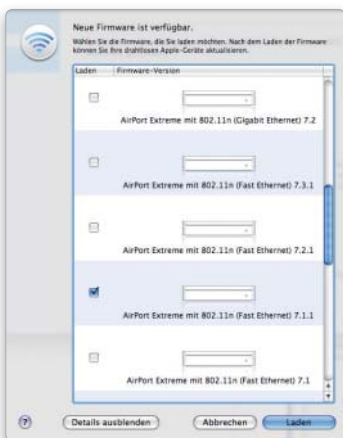 Neue Firmware ist verfügbar.
Wählen Sie die Firmware, die Sie laden möchten. Nach dem Laden der Firmware
können Sie Ihre drahtlosen Apple-Geräte aktualisieren.
Laden Firmware-Version
AirPort Extreme mit 802.11n (Gigabit Ethernet) 7.2
AirPort Extreme mit 802.11n (Fast Ethernet) 7.3.1
AirPort Extreme mit 802.11n (Fast Ethernet) 7.2.1
AirPort Extreme mit 802.11n (Fast Ethernet) 7.1.1
AirPort Extreme mit 802.11n (Fast Ethernet) 7.1
? Details ausblenden Abbrechen Laden